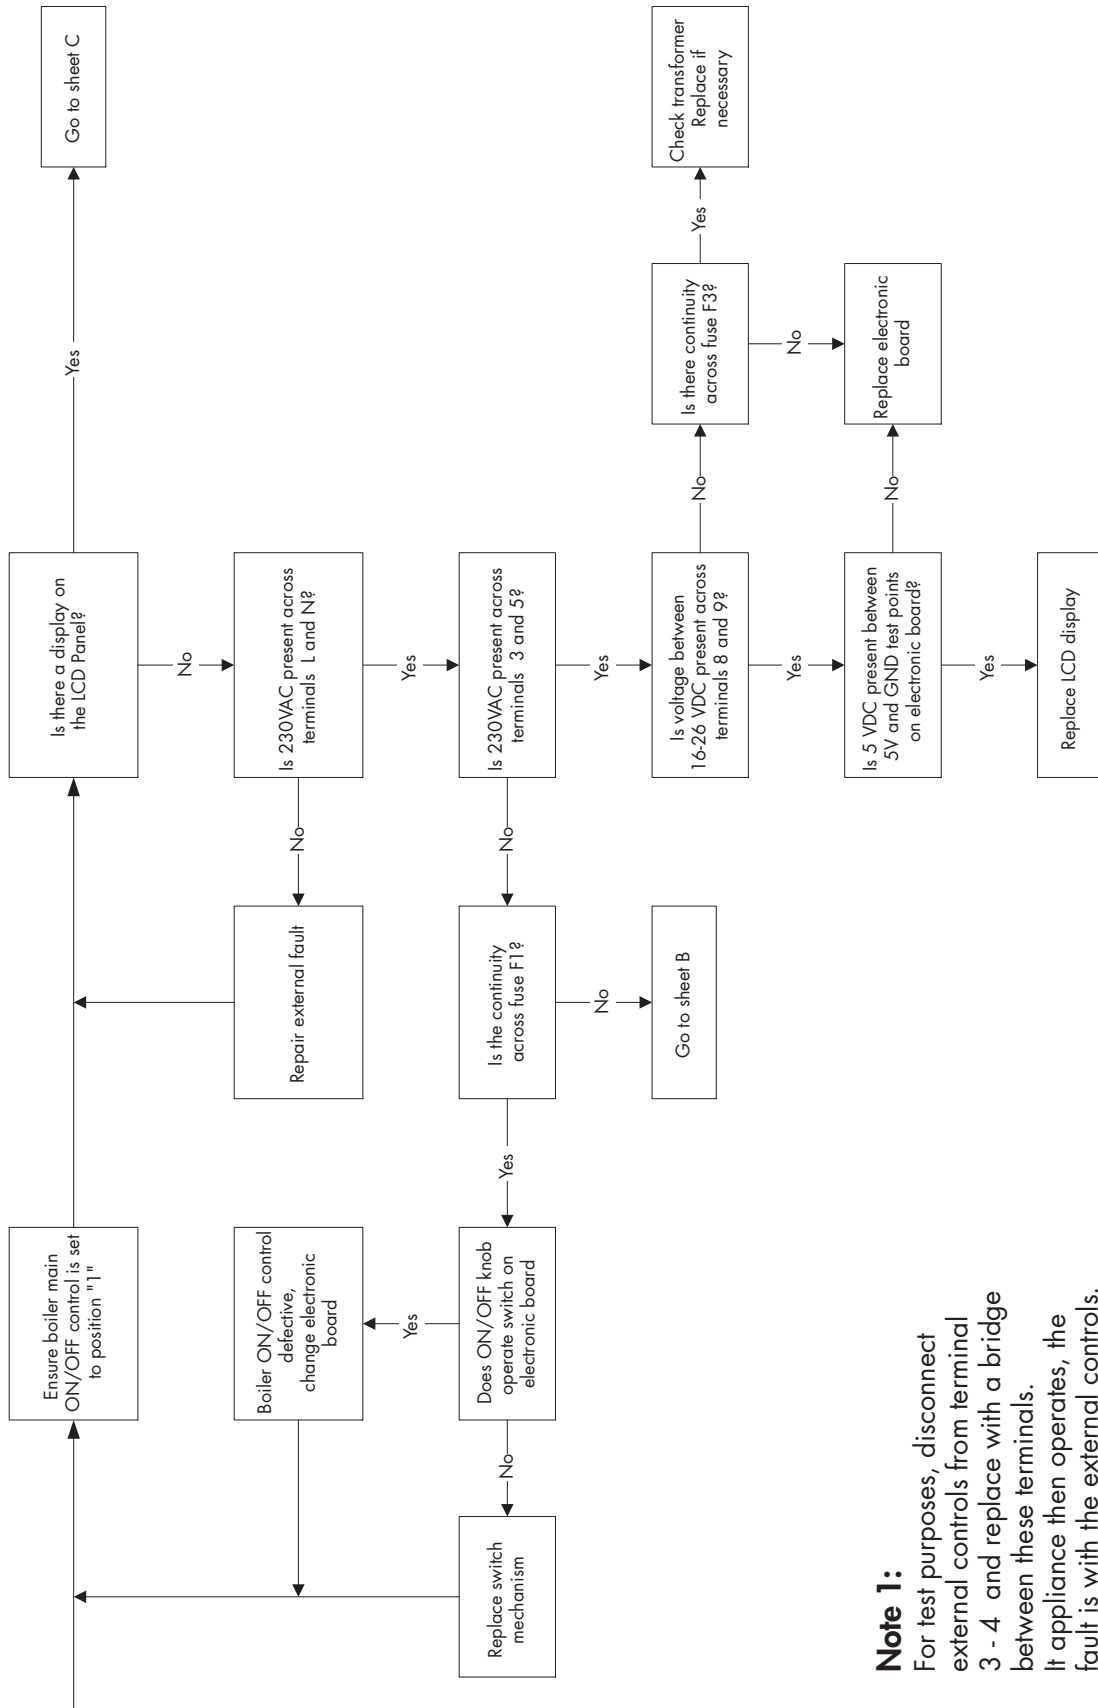 Ensure boiler main
ON/OFF control is set
to position "1"
Is there a display on
the LCD Panel?
Yes
Go to sheet C
No
Boiler ON/OFF control
defective,
change electronic
board
Repair external fault
No
Is 230VAC present across
terminals L and N?
Yes
Yes
Replace switch
mechanism
No
Does ON/OFF knob
operate switch on
electronic board
Yes
Is the continuity
across fuse F1?
No
Is 230VAC present across
terminals 3 and 5?
No
Yes
Go to sheet B
Is voltage between
16-26 VDC present across
terminals 8 and 9?
No
Is there continuity
across fuse F3?
Yes
Check transformer
Replace if
necessary
Yes
No
Is 5 VDC present between
5V and GND test points
on electronic board?
No
Replace electronic
board
Yes
Replace LCD display
Note 1:
For test purposes, disconnect
external controls from terminal
3 - 4 and replace with a bridge
between these terminals.
It appliance then operates, the
fault is with the external controls.